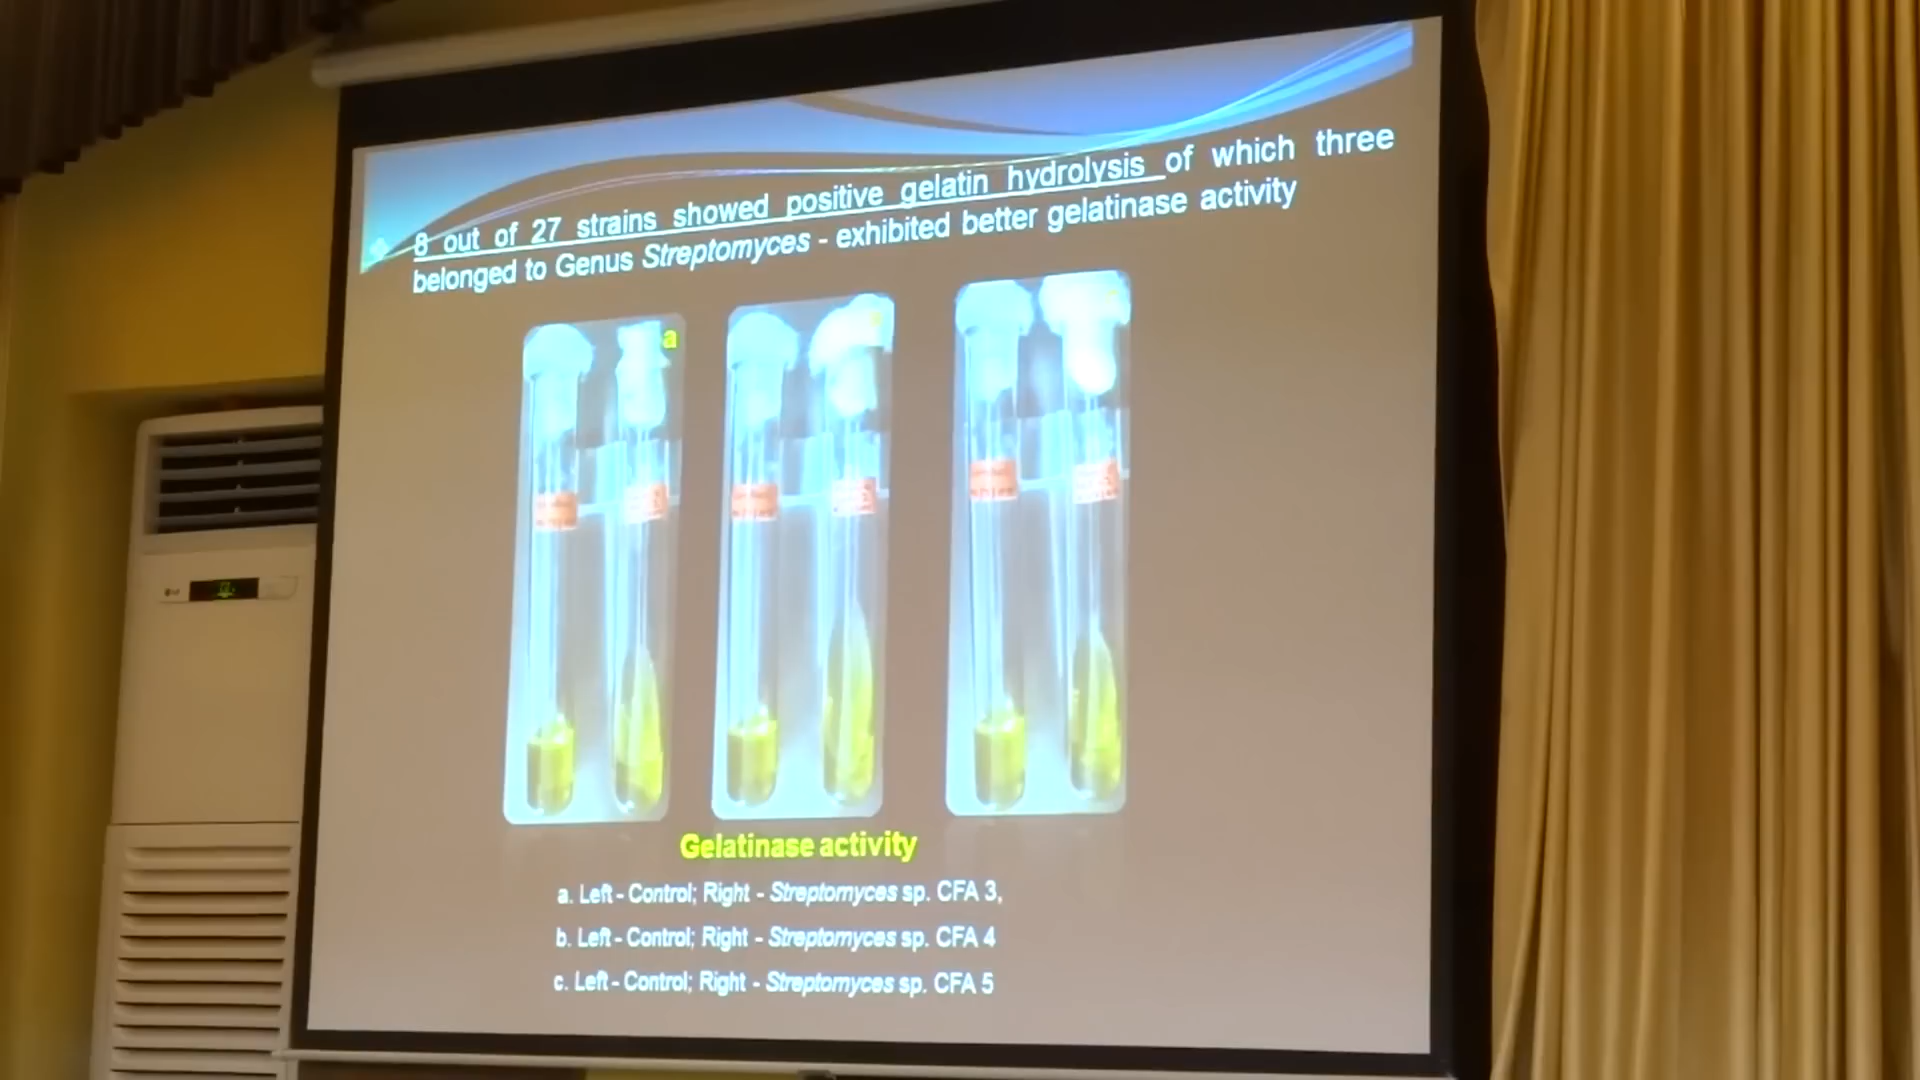 8 out of 27 strains showed positive gelatin hydrolysis of which three
belonged to Genus Streptomyces - exhibited better gelatinase activity
a
Gelatinase activity
a. Left - Control; Right - Streptomyces sp. CFA 3,
b. Left - Control; Right - Streptomyces sp. CFA 4
c. Left - Control; Right - Streptomyces sp. CFA 5
LG